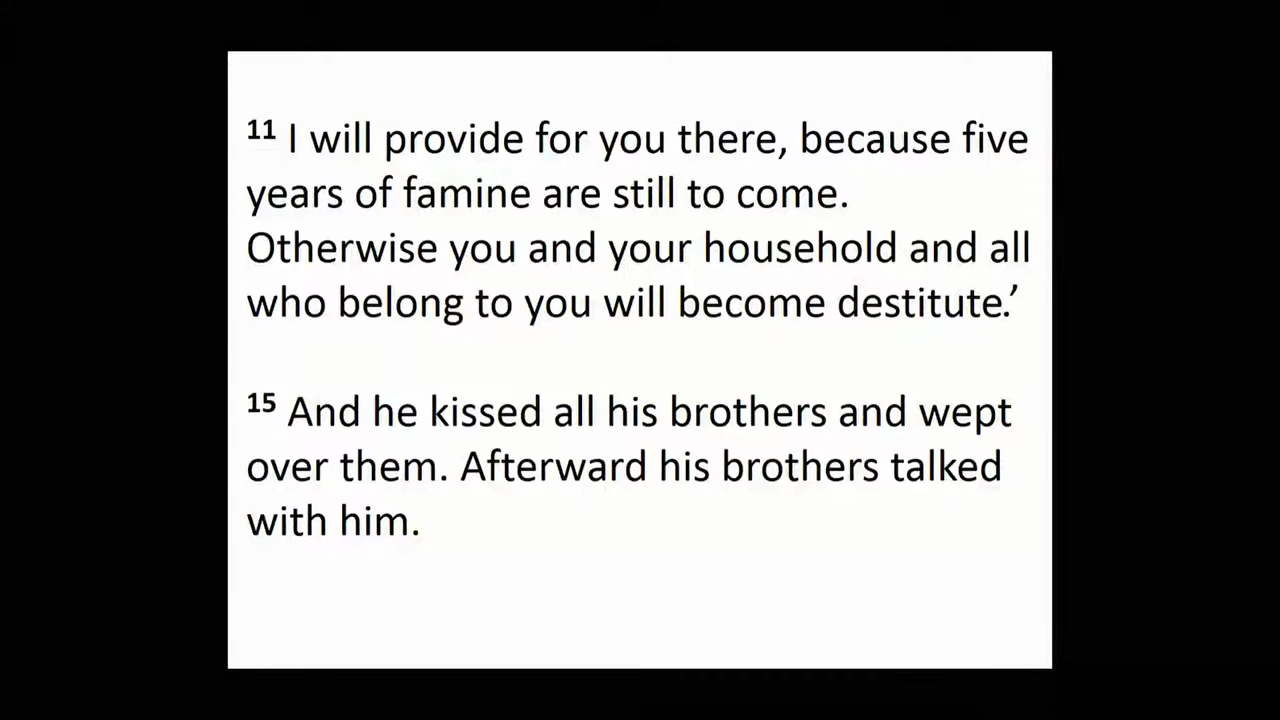 11 I will provide for you there, because five
years of famine are still to come.
Otherwise you and your household and all
who belong to you will become destitute.’
15 And he kissed all his brothers and wept
over them. Afterward his brothers talked
with him.